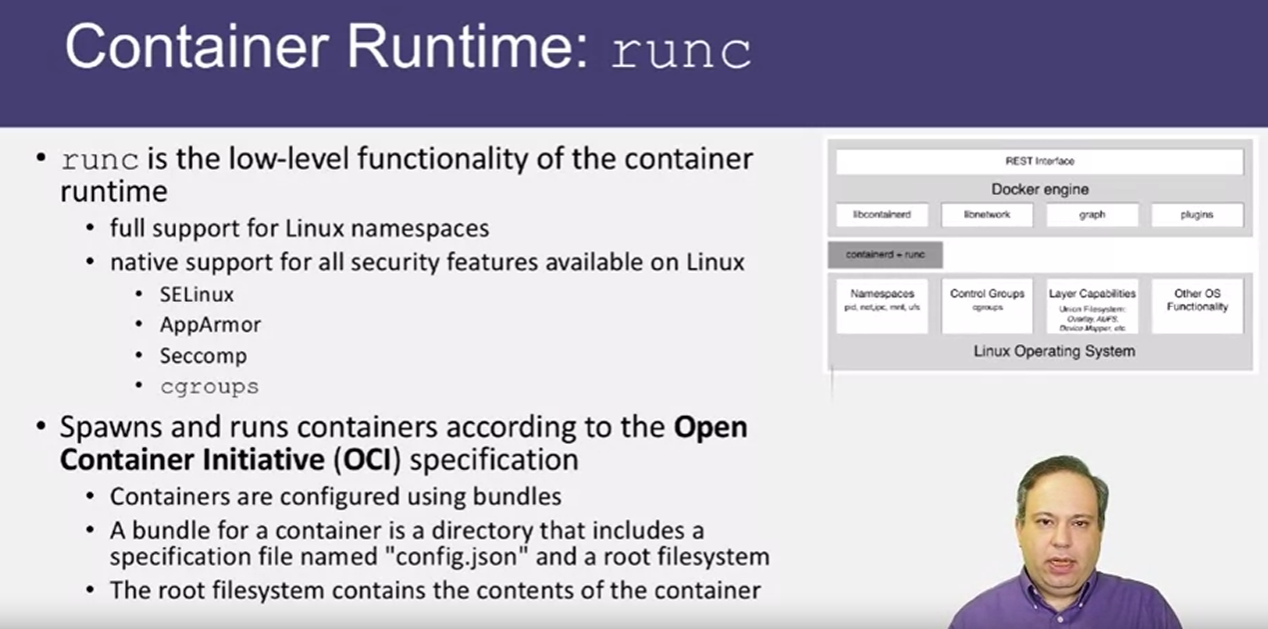 Container Runtime: runc
• runc is the low-level functionality of the container
runtime
• full support for Linux namespaces
• native support for all security features available on Linux
• SELinux
• AppArmor
• Seccomp
• cgroups
• Spawns and runs containers according to the Open
Container Initiative (OCI) specification
• Containers are configured using bundles
• A bundle for a container is a directory that includes a
specification file named "config.json" and a root filesystem
• The root filesystem contains the contents of the container
REST Interface
Docker engine
libcontainerd
libnetwork
graph
plugins
containerd + runc
Namespaces
pid, net,ipc, mnt, ufs
Control Groups
cgroups
Layer Capabilities
Union Filesystem:
Overlay, AUFS,
Device Mapper, etc
Other OS
Functionality
Linux Operating System